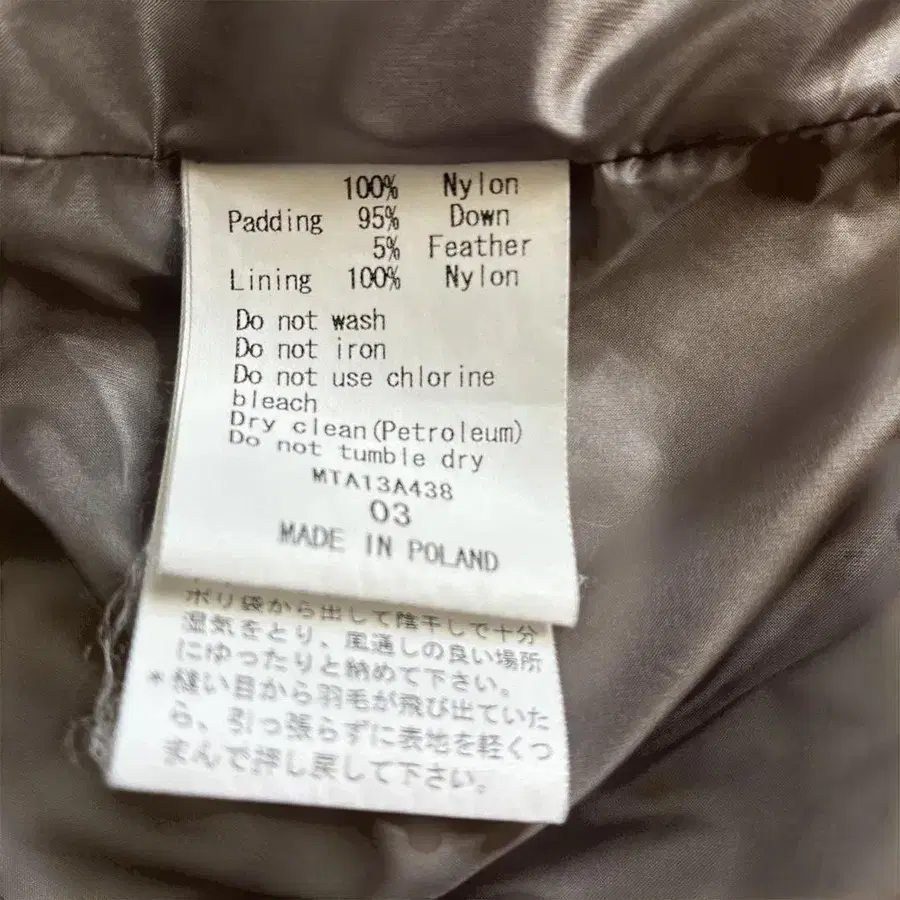 100% Nylon
Padding 95% Down
5% Feather
Lining 100% Nylon
Do not wash
Do not iron
Do not use chlorine
bleach
Dry clean(Petroleum)
Do not tumble dry
MTA13A438
03
MADE IN POLAND
ポリ袋から出して陰干しで十分
湿気をとり、風通しの良い場所
にゆったりと納めて下さい。
*縫い目から羽毛が飛び出ていた
ら、引っ張らずに表地を軽くつ
まんで押し戻して下さい。